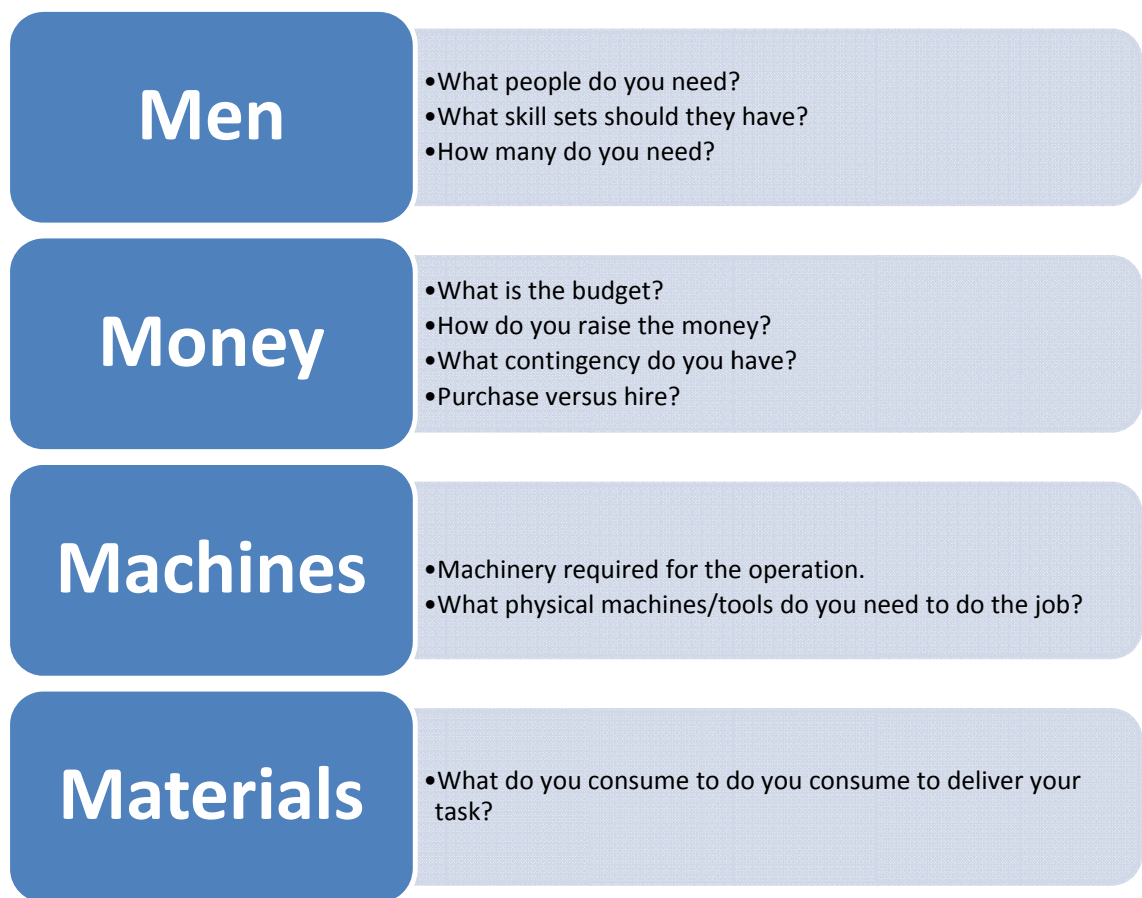 Men
•What people do you need?
•What skill sets should they have?
•How many do you need?
Money
•What is the budget?
•How do you raise the money?
•What contingency do you have?
•Purchase versus hire?
Machines
•Machinery required for the operation.
•What physical machines/tools do you need to do the job?
Materials
•What do you consume to do you consume to deliver your
task?